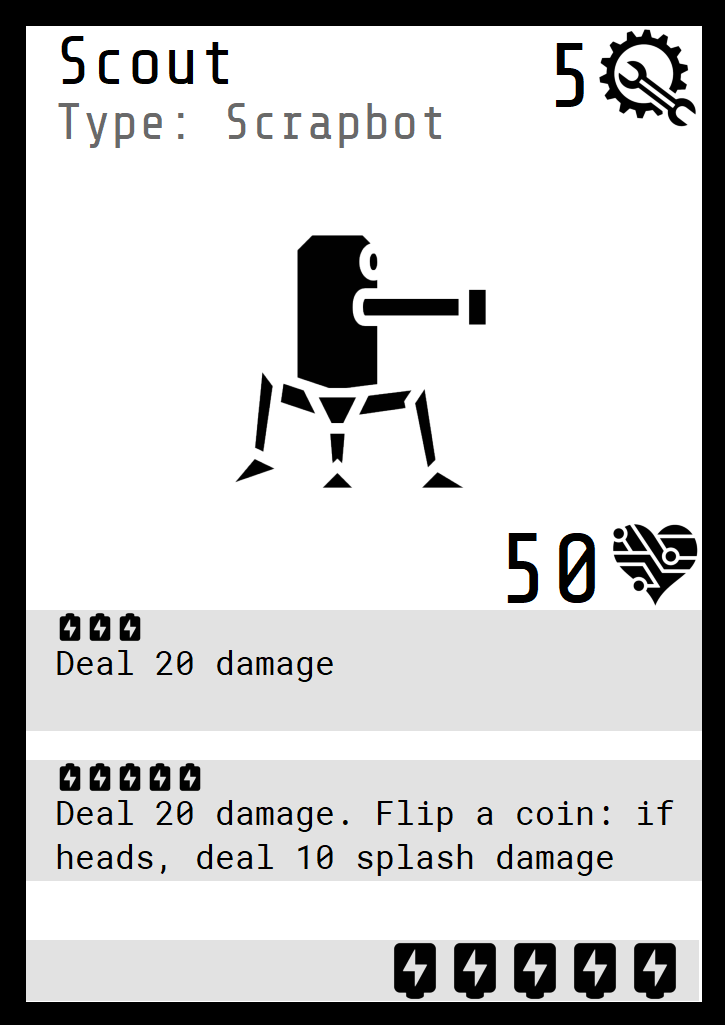 Scout
5
Type: Scrapbot
50
Deal 20 damage
Deal 20 damage. Flip a coin: if
heads, deal 10 splash damage